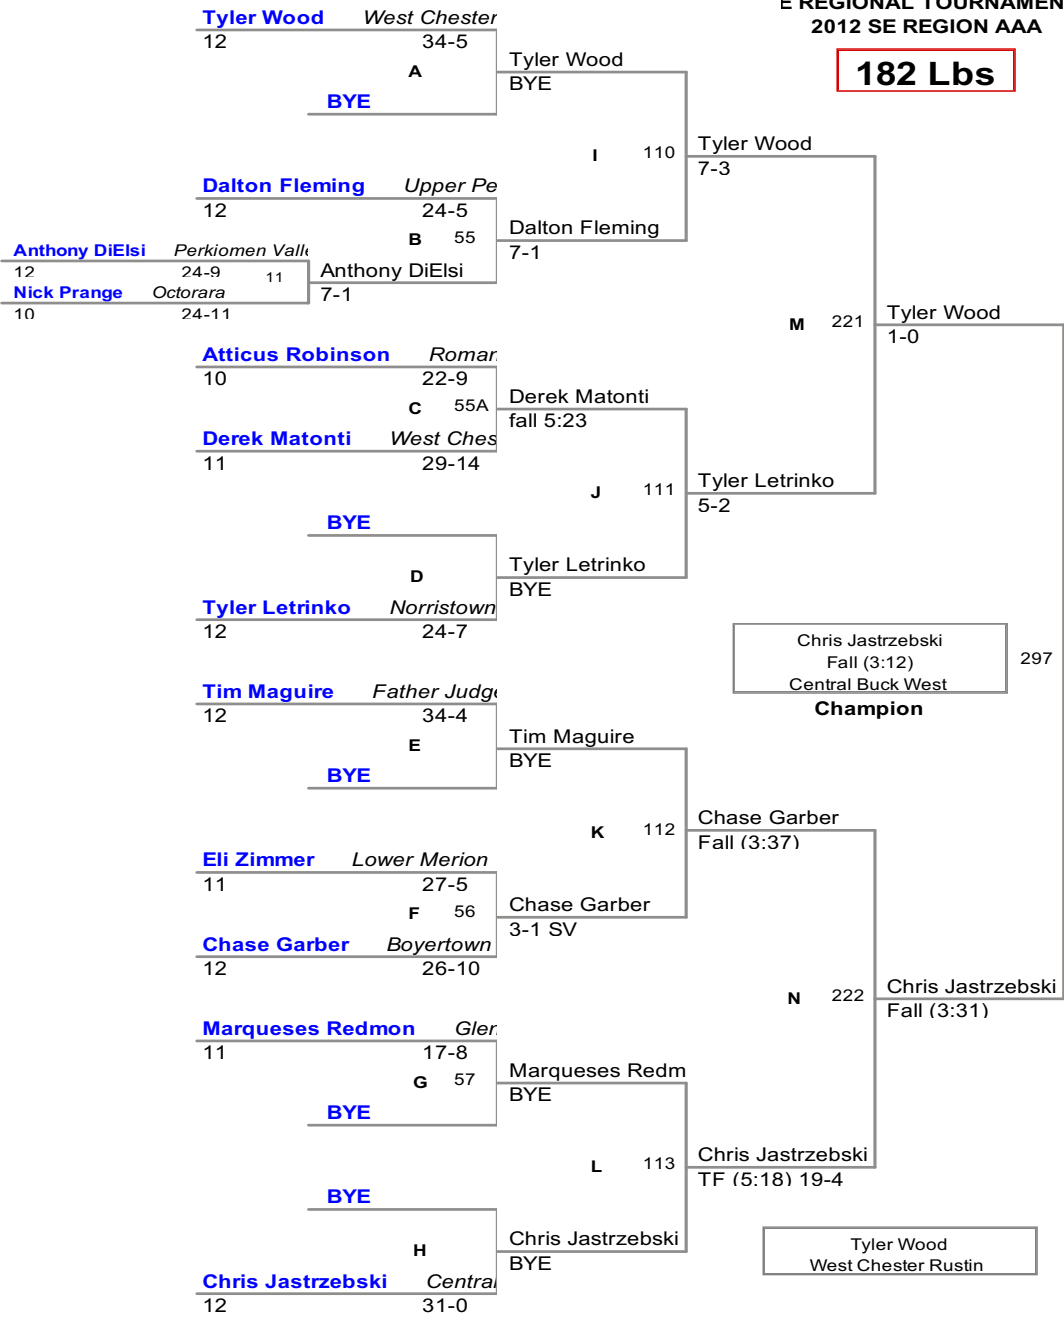 E REGIONAL TOURNAMEN
2012 SE REGION AAA
182 Lbs
Tyler Wood West Chester
12 34-5
A
BYE
Tyler Wood
BYE
I 110
Tyler Wood
7-3
Dalton Fleming Upper Pe
12 24-5
B 55
Dalton Fleming
7-1
Anthony DiElsi Perkiomen Valle
12 24-9
11
Nick Prange Octorara
10 24-11
Anthony DiElsi
7-1
M 221
Tyler Wood
1-0
Atticus Robinson Roman
10 22-9
C 55A
Derek Matonti
fall 5:23
Derek Matonti West Ches
11 29-14
J 111
Tyler Letrinko
5-2
BYE
D
Tyler Letrinko
BYE
Tyler Letrinko Norristown
12 24-7
Chris Jastrzebski
Fall (3:12)
Central Buck West
297
Champion
Tim Maguire Father Judge
12 34-4
E
BYE
Tim Maguire
BYE
K 112
Chase Garber
Fall (3:37)
Eli Zimmer Lower Merion
11 27-5
F 56
Chase Garber
3-1 SV
Chase Garber Boyertown
12 26-10
N 222
Chris Jastrzebski
Fall (3:31)
Marqueses Redmon Glen
11 17-8
G 57
BYE
Marqueses Redm
BYE
L 113
Chris Jastrzebski
TF (5:18) 19-4
BYE
H
Chris Jastrzebski
BYE
Chris Jastrzebski Central
12 31-0
Tyler Wood
West Chester Rustin